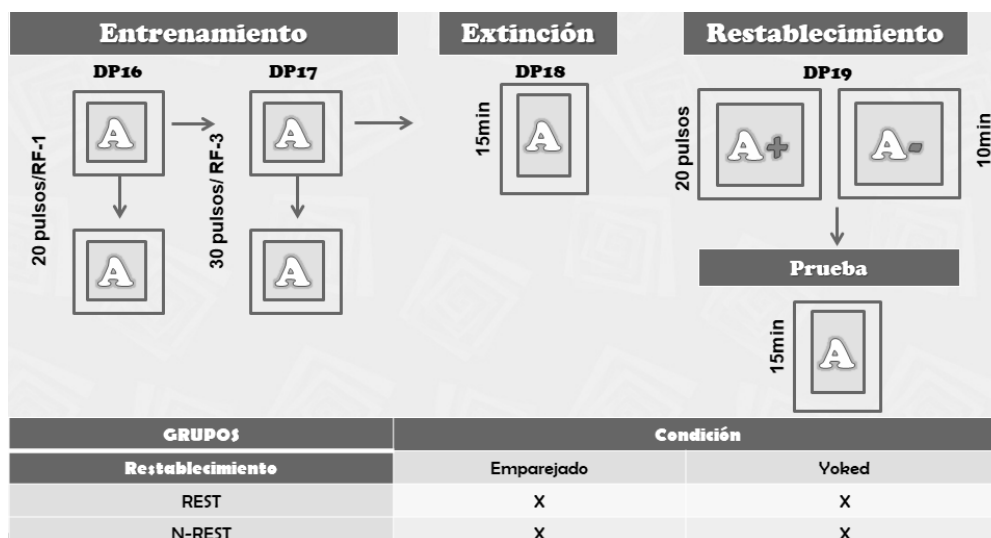 Entrenamiento
Extinción
Restablecimiento
DP16
DP17
DP18
DP19
20 pulsos/RF-1
A
A
30 pulsos/ RF-3
A
A
15min
A
20 pulsos
A+
A-
10min
Prueba
15min
A
GRUPOS
Condición
Restablecimiento
Emparejado
Yoked
REST
X
X
N-REST
X
X